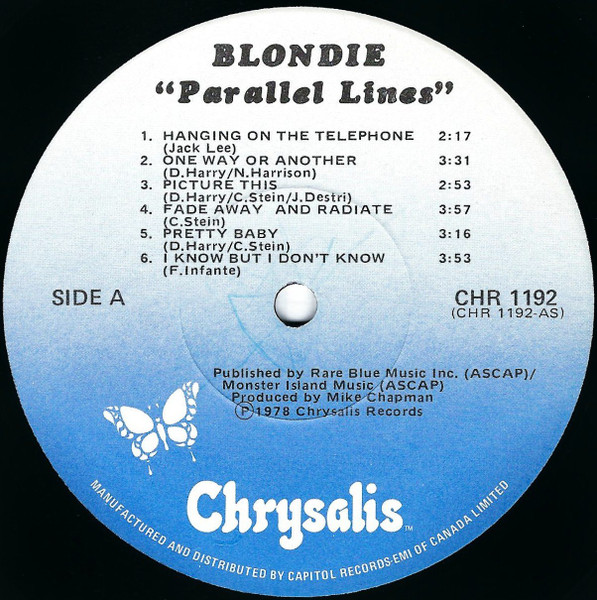 BLONDIE
"Parallel Lines"
1. HANGING ON THE TELEPHONE 2:17
(Jack Lee)
2. ONE WAY OR ANOTHER 3:31
(D.Harry/N.Harrison)
3. PICTURE THIS 2:53
(D.Harry/C.Stein/J.Destri)
4. FADE AWAY AND RADIATE 3:57
(C.Stein)
5. PRETTY BABY 3:16
(D.Harry/C.Stein)
6. I KNOW BUT I DON'T KNOW 3:53
(F.Infante)
SIDE A
CHR 1192
(CHR 1192-AS)
Published by Rare Blue Music Inc. (ASCAP)/
Monster Island Music (ASCAP)
Produced by Mike Chapman
Ⓟ1978 Chrysalis Records
Chrysalis™
MANUFACTURED AND DISTRIBUTED BY CAPITOL RECORDS-EMI OF CANADA LIMITED